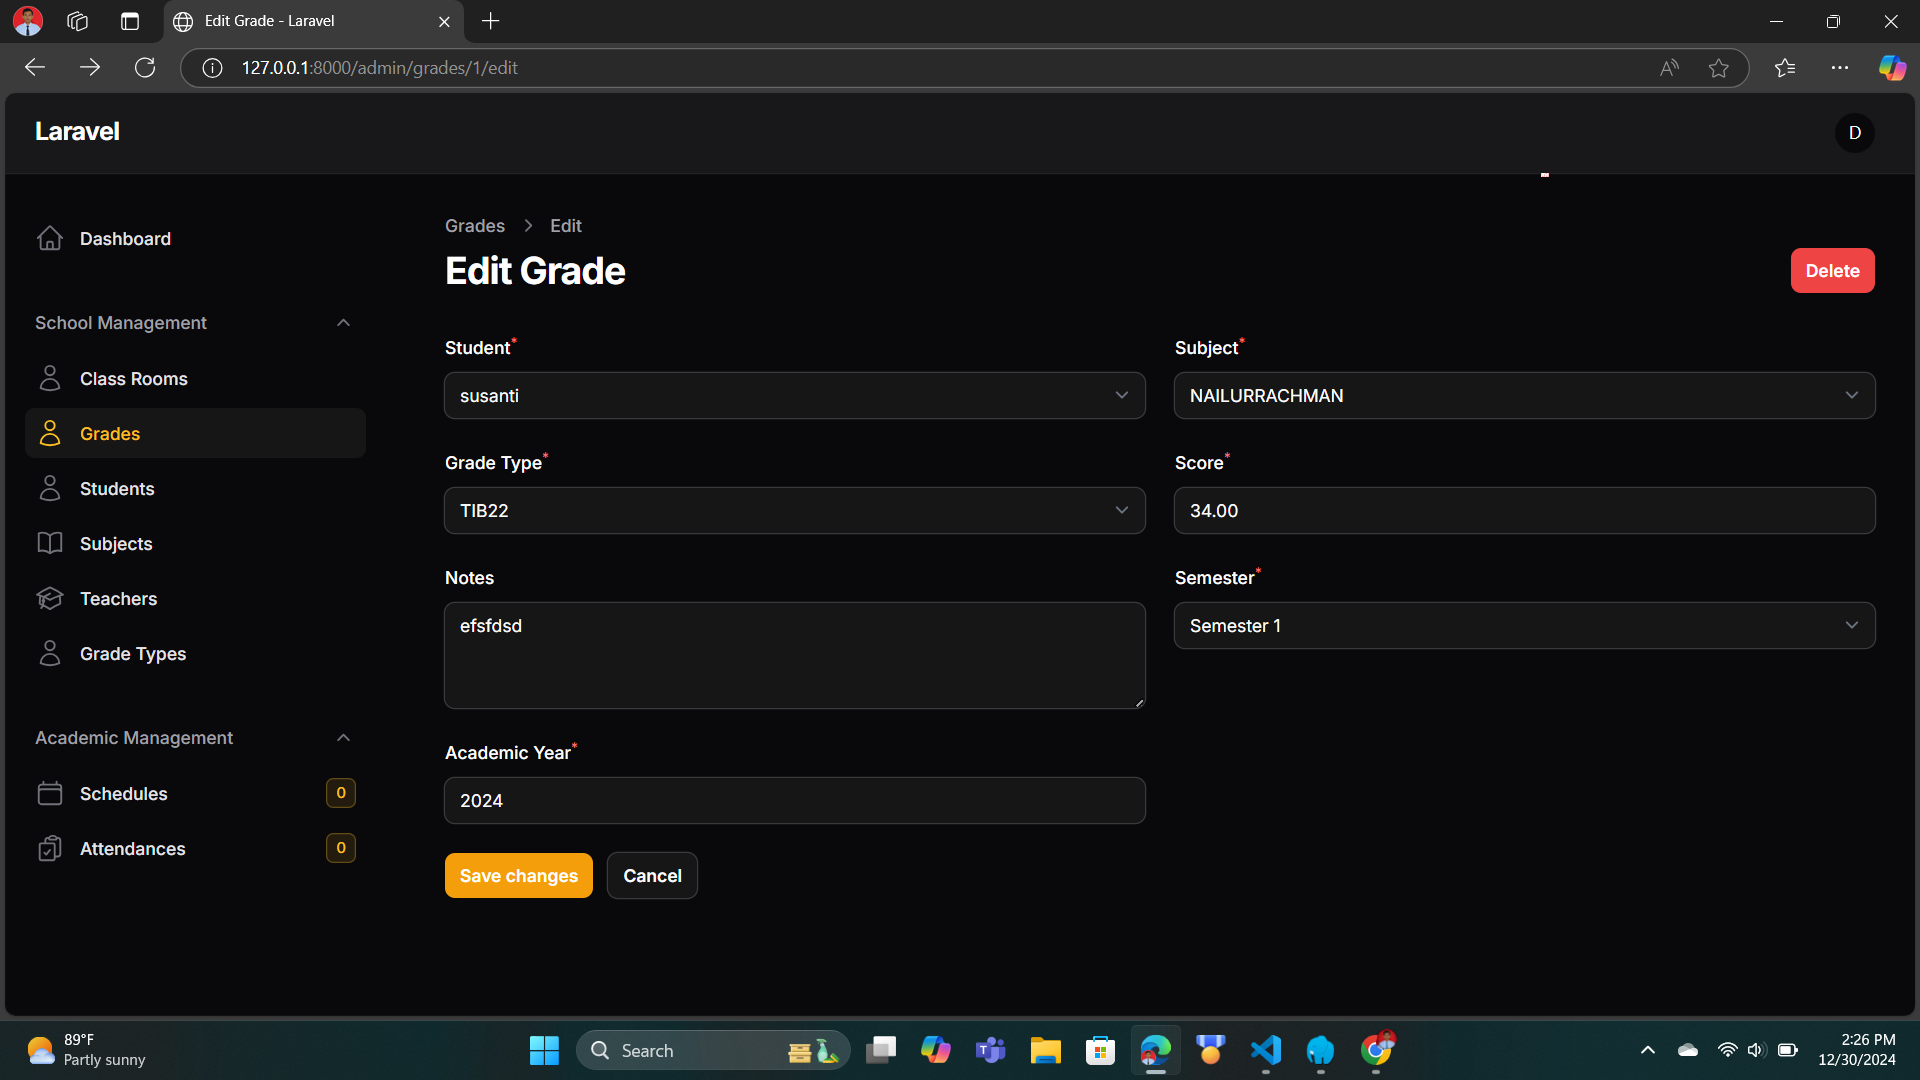 Edit Grade - Laravel
127.0.0.1:8000/admin/grades/1/edit
Laravel
D
Dashboard
School Management
Class Rooms
Grades
Students
Subjects
Teachers
Grade Types
Academic Management
Schedules 0
Attendances 0
Grades > Edit
Edit Grade
Delete
Student*
susanti
Subject*
NAILURRACHMAN
Grade Type*
TIB22
Score*
34.00
Notes
efsfdsd
Semester*
Semester 1
Academic Year*
2024
Save changes
Cancel
89°F
Partly sunny
Search
2:26 PM
12/30/2024